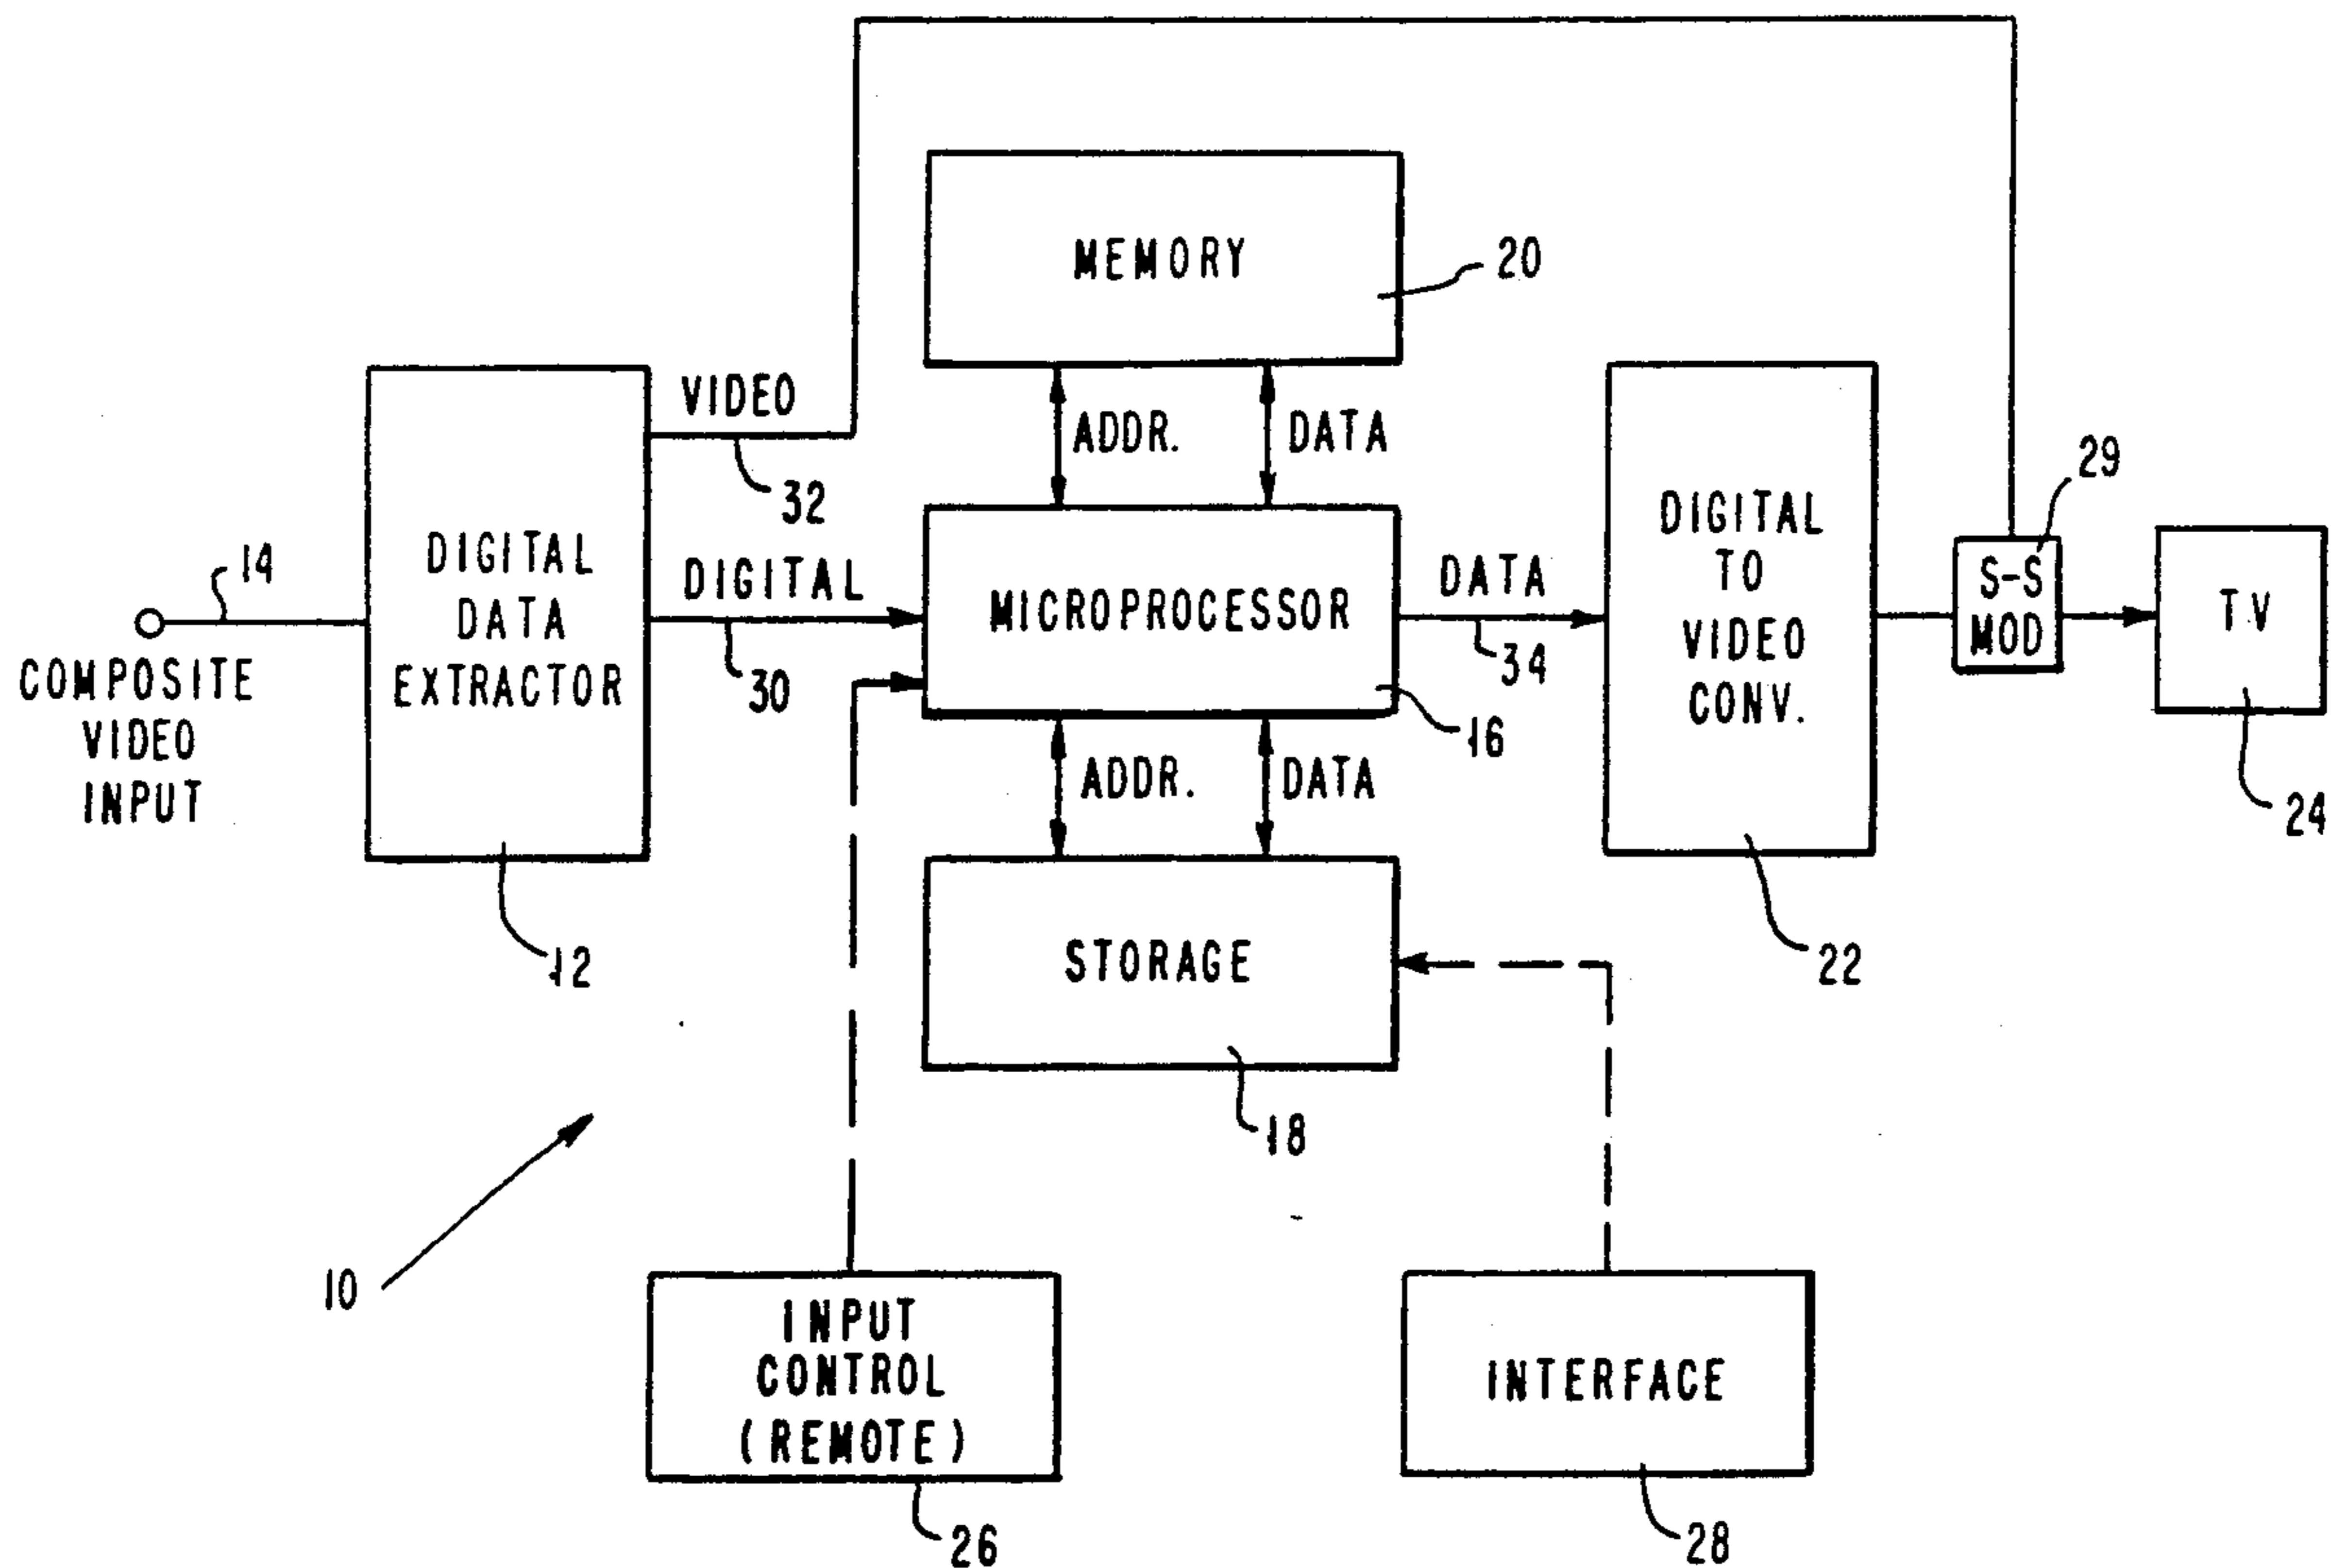 MEMORY
20
VIDEO
32
ADDR.
DATA
29
14
COMPOSITE
VIDEO
INPUT
DIGITAL
DATA
EXTRACTOR
12
DIGITAL
30
MICROPROCESSOR
16
DATA
34
DIGITAL
TO
VIDEO
CONV.
22
S-S
MOD
TV
24
ADDR.
DATA
STORAGE
18
10
INPUT
CONTROL
(REMOTE)
26
INTERFACE
28